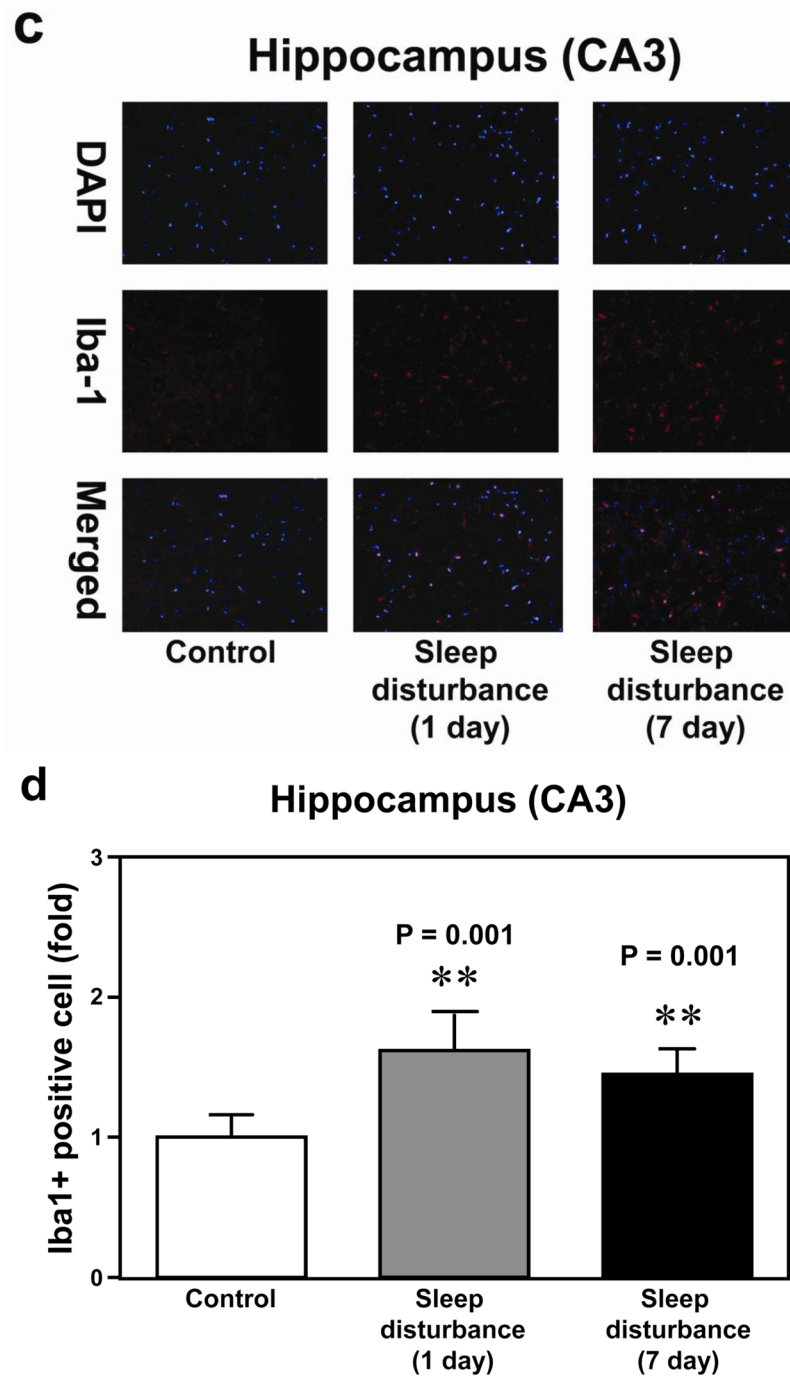 c
Hippocampus (CA3)
DAPI
Iba-1
Merged
Control
Sleep
disturbance
(1 day)
Sleep
disturbance
(7 day)
d
Hippocampus (CA3)
Iba1+ positive cell (fold)
3
2
1
0
P = 0.001
**
P = 0.001
**
Control
Sleep
disturbance
(1 day)
Sleep
disturbance
(7 day)